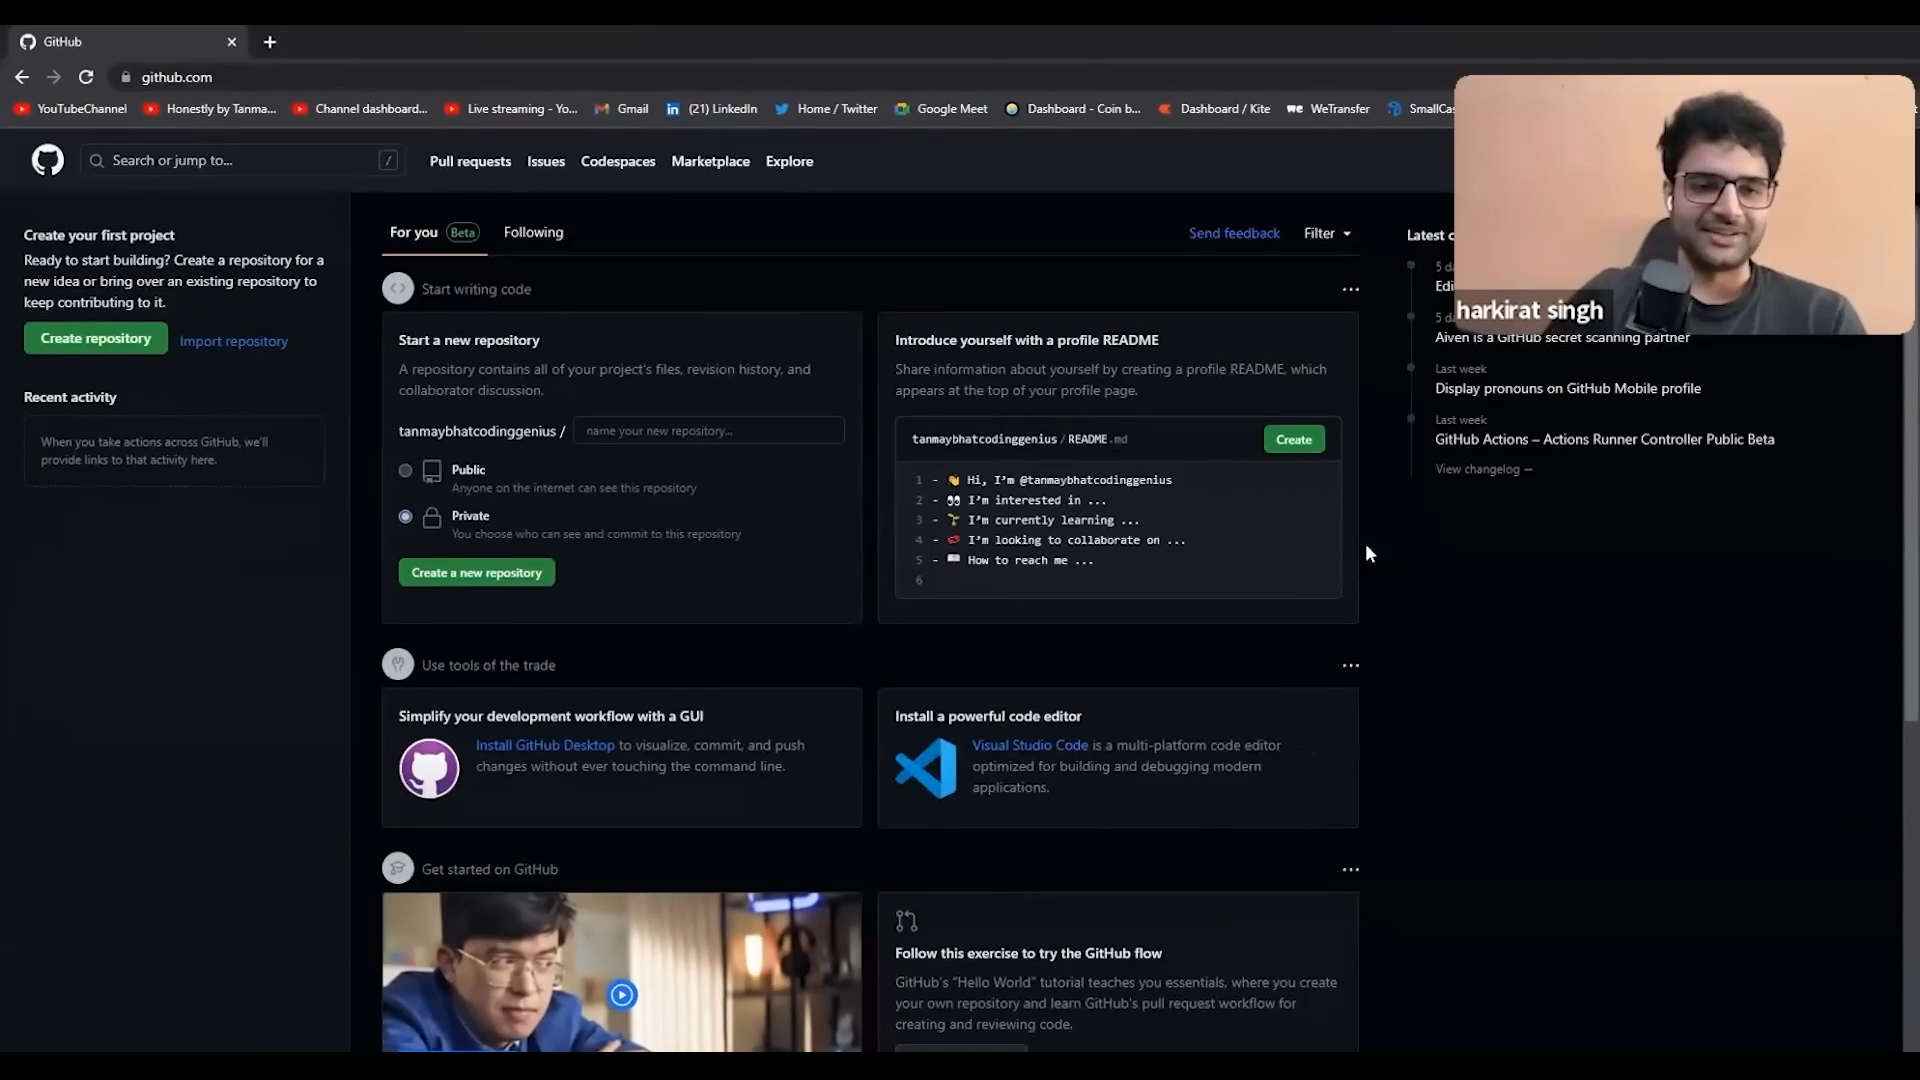 GitHub
github.com
YouTubeChannel
Honestly by Tanma...
Channel dashboard...
Live streaming - Yo...
Gmail
(21) LinkedIn
Home / Twitter
Google Meet
Dashboard - Coin b...
Dashboard / Kite
we WeTransfer
SmallCas
Search or jump to...
/
Pull requests
Issues
Codespaces
Marketplace
Explore
harkirat singh
Create your first project
Ready to start building? Create a repository for a
new idea or bring over an existing repository to
keep contributing to it.
Create repository
Import repository
Recent activity
When you take actions across GitHub, we'll
provide links to that activity here.
For you Beta
Following
Send feedback
Filter
Start writing code
Start a new repository
A repository contains all of your project's files, revision history, and
collaborator discussion.
tanmaybhatcodinggenius /
name your new repository...
Public
Anyone on the internet can see this repository
Private
You choose who can see and commit to this repository
Create a new repository
Introduce yourself with a profile README
Share information about yourself by creating a profile README, which
appears at the top of your profile page.
tanmaybhatcodinggenius / README.md
Create
1 - 👋 Hi, I'm @tanmaybhatcodinggenius
2 - 👀 I'm interested in ...
3 - 🌱 I'm currently learning ...
4 - 💞️ I'm looking to collaborate on ...
5 - 📫 How to reach me ...
6
Use tools of the trade
Simplify your development workflow with a GUI
Install GitHub Desktop to visualize, commit, and push
changes without ever touching the command line.
Install a powerful code editor
Visual Studio Code is a multi-platform code editor
optimized for building and debugging modern
applications.
Get started on GitHub
Follow this exercise to try the GitHub flow
GitHub's "Hello World" tutorial teaches you essentials, where you create
your own repository and learn GitHub's pull request workflow for
creating and reviewing code.
Latest c
5 da
Edi
5 da
Aiven is a GitHub secret scanning partner
Last week
Display pronouns on GitHub Mobile profile
Last week
GitHub Actions – Actions Runner Controller Public Beta
View changelog →